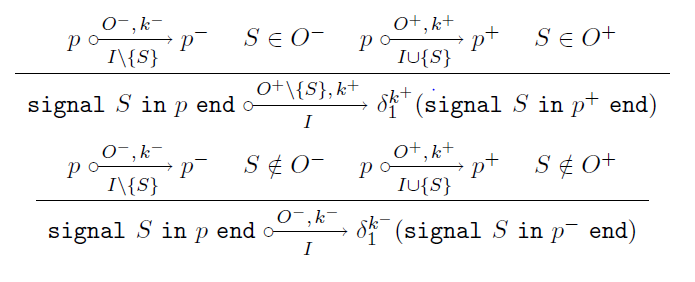 p O⁻, k⁻ I\{S} p⁻ S ∈ O⁻ p O⁺, k⁺ I∪{S} p⁺ S ∈ O⁺
signal S in p end O⁺\{S}, k⁺ I δ₁^{k⁺}(signal S in p⁺ end)
p O⁻, k⁻ I\{S} p⁻ S ∉ O⁻ p O⁺, k⁺ I∪{S} p⁺ S ∉ O⁺
signal S in p end O⁻, k⁻ I δ₁^{k⁻}(signal S in p⁻ end)